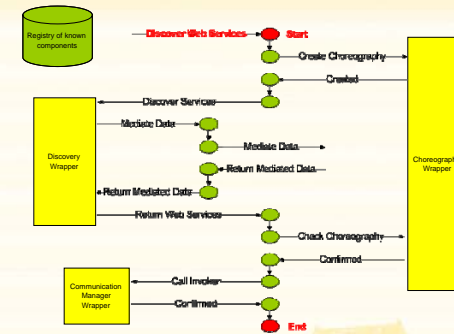 Registry of known
components
Discover Web Services
Start
Create Choreography
Created
Discover Services
Mediate Data
Mediate Data
Return Mediated Data
Return Mediated Data
Discovery
Wrapper
Choreography
Wrapper
Return Web Services
Check Choreography
Confirmed
Call Invoker
Communication
Manager
Wrapper
Confirmed
End